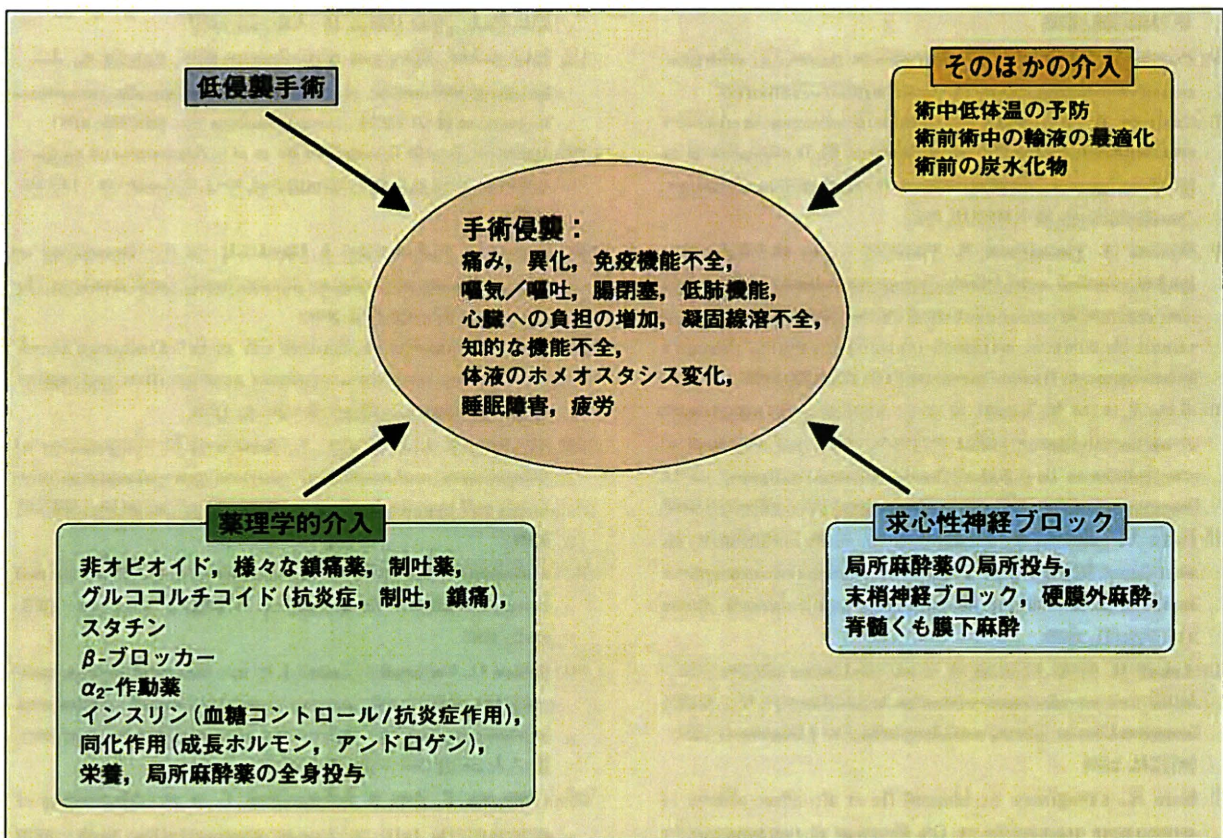 低侵襲手術
そのほかの介入
術中低体温の予防
術前術中の輸液の最適化
術前の炭水化物
手術侵襲：
痛み，異化，免疫機能不全，
嘔気／嘔吐，腸閉塞，低肺機能，
心臓への負担の増加，凝固線溶不全，
知的な機能不全，
体液のホメオスタシス変化，
睡眠障害，疲労
薬理学的介入
非オピオイド，様々な鎮痛薬，制吐薬，
グルココルチコイド（抗炎症，制吐，鎮痛），
スタチン
β-ブロッカー
α₂-作動薬
インスリン（血糖コントロール/抗炎症作用），
同化作用（成長ホルモン，アンドロゲン），
栄養，局所麻酔薬の全身投与
求心性神経ブロック
局所麻酔薬の局所投与，
末梢神経ブロック，硬膜外麻酔，
脊髄くも膜下麻酔